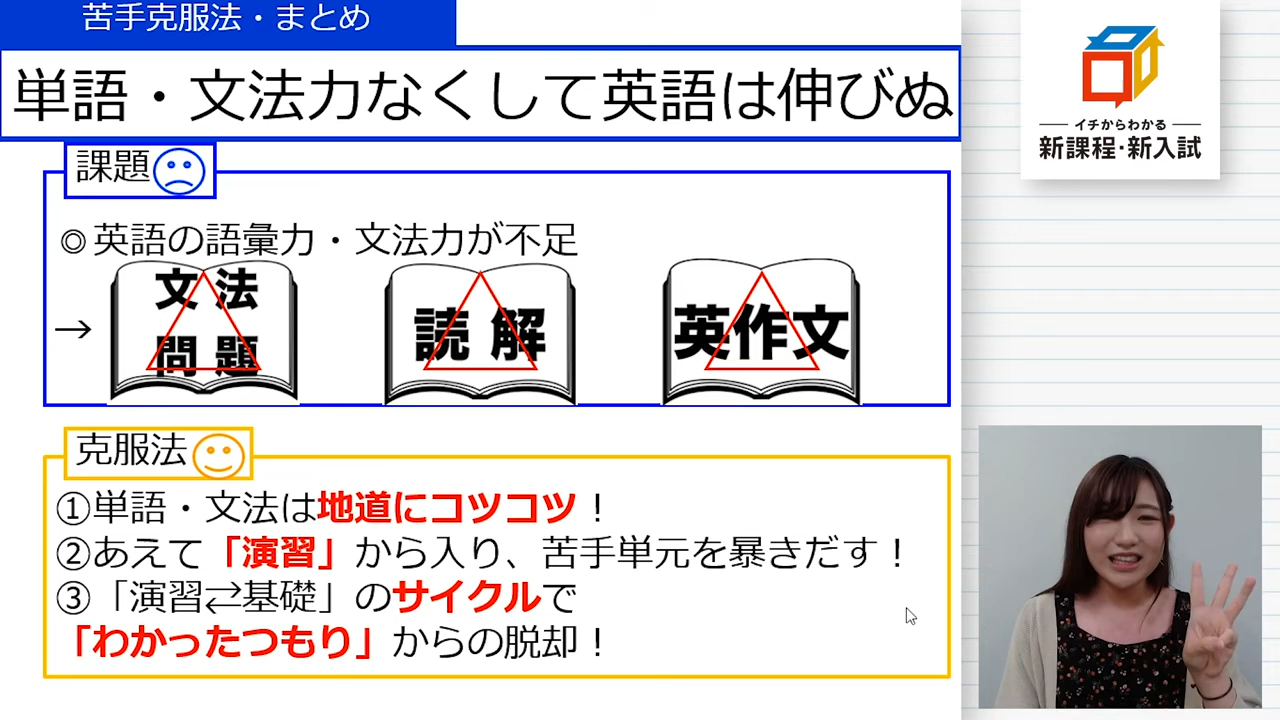 苦手克服法・まとめ
単語・文法力なくして英語は伸びぬ
課題
◎英語の語彙力・文法力が不足
→
文法
問題
読解
英作文
克服法
①単語・文法は地道にコツコツ！
②あえて「演習」から入り、苦手単元を暴きだす！
③「演習⇄基礎」のサイクルで
「わかったつもり」からの脱却！
イチからわかる
新課程・新入試